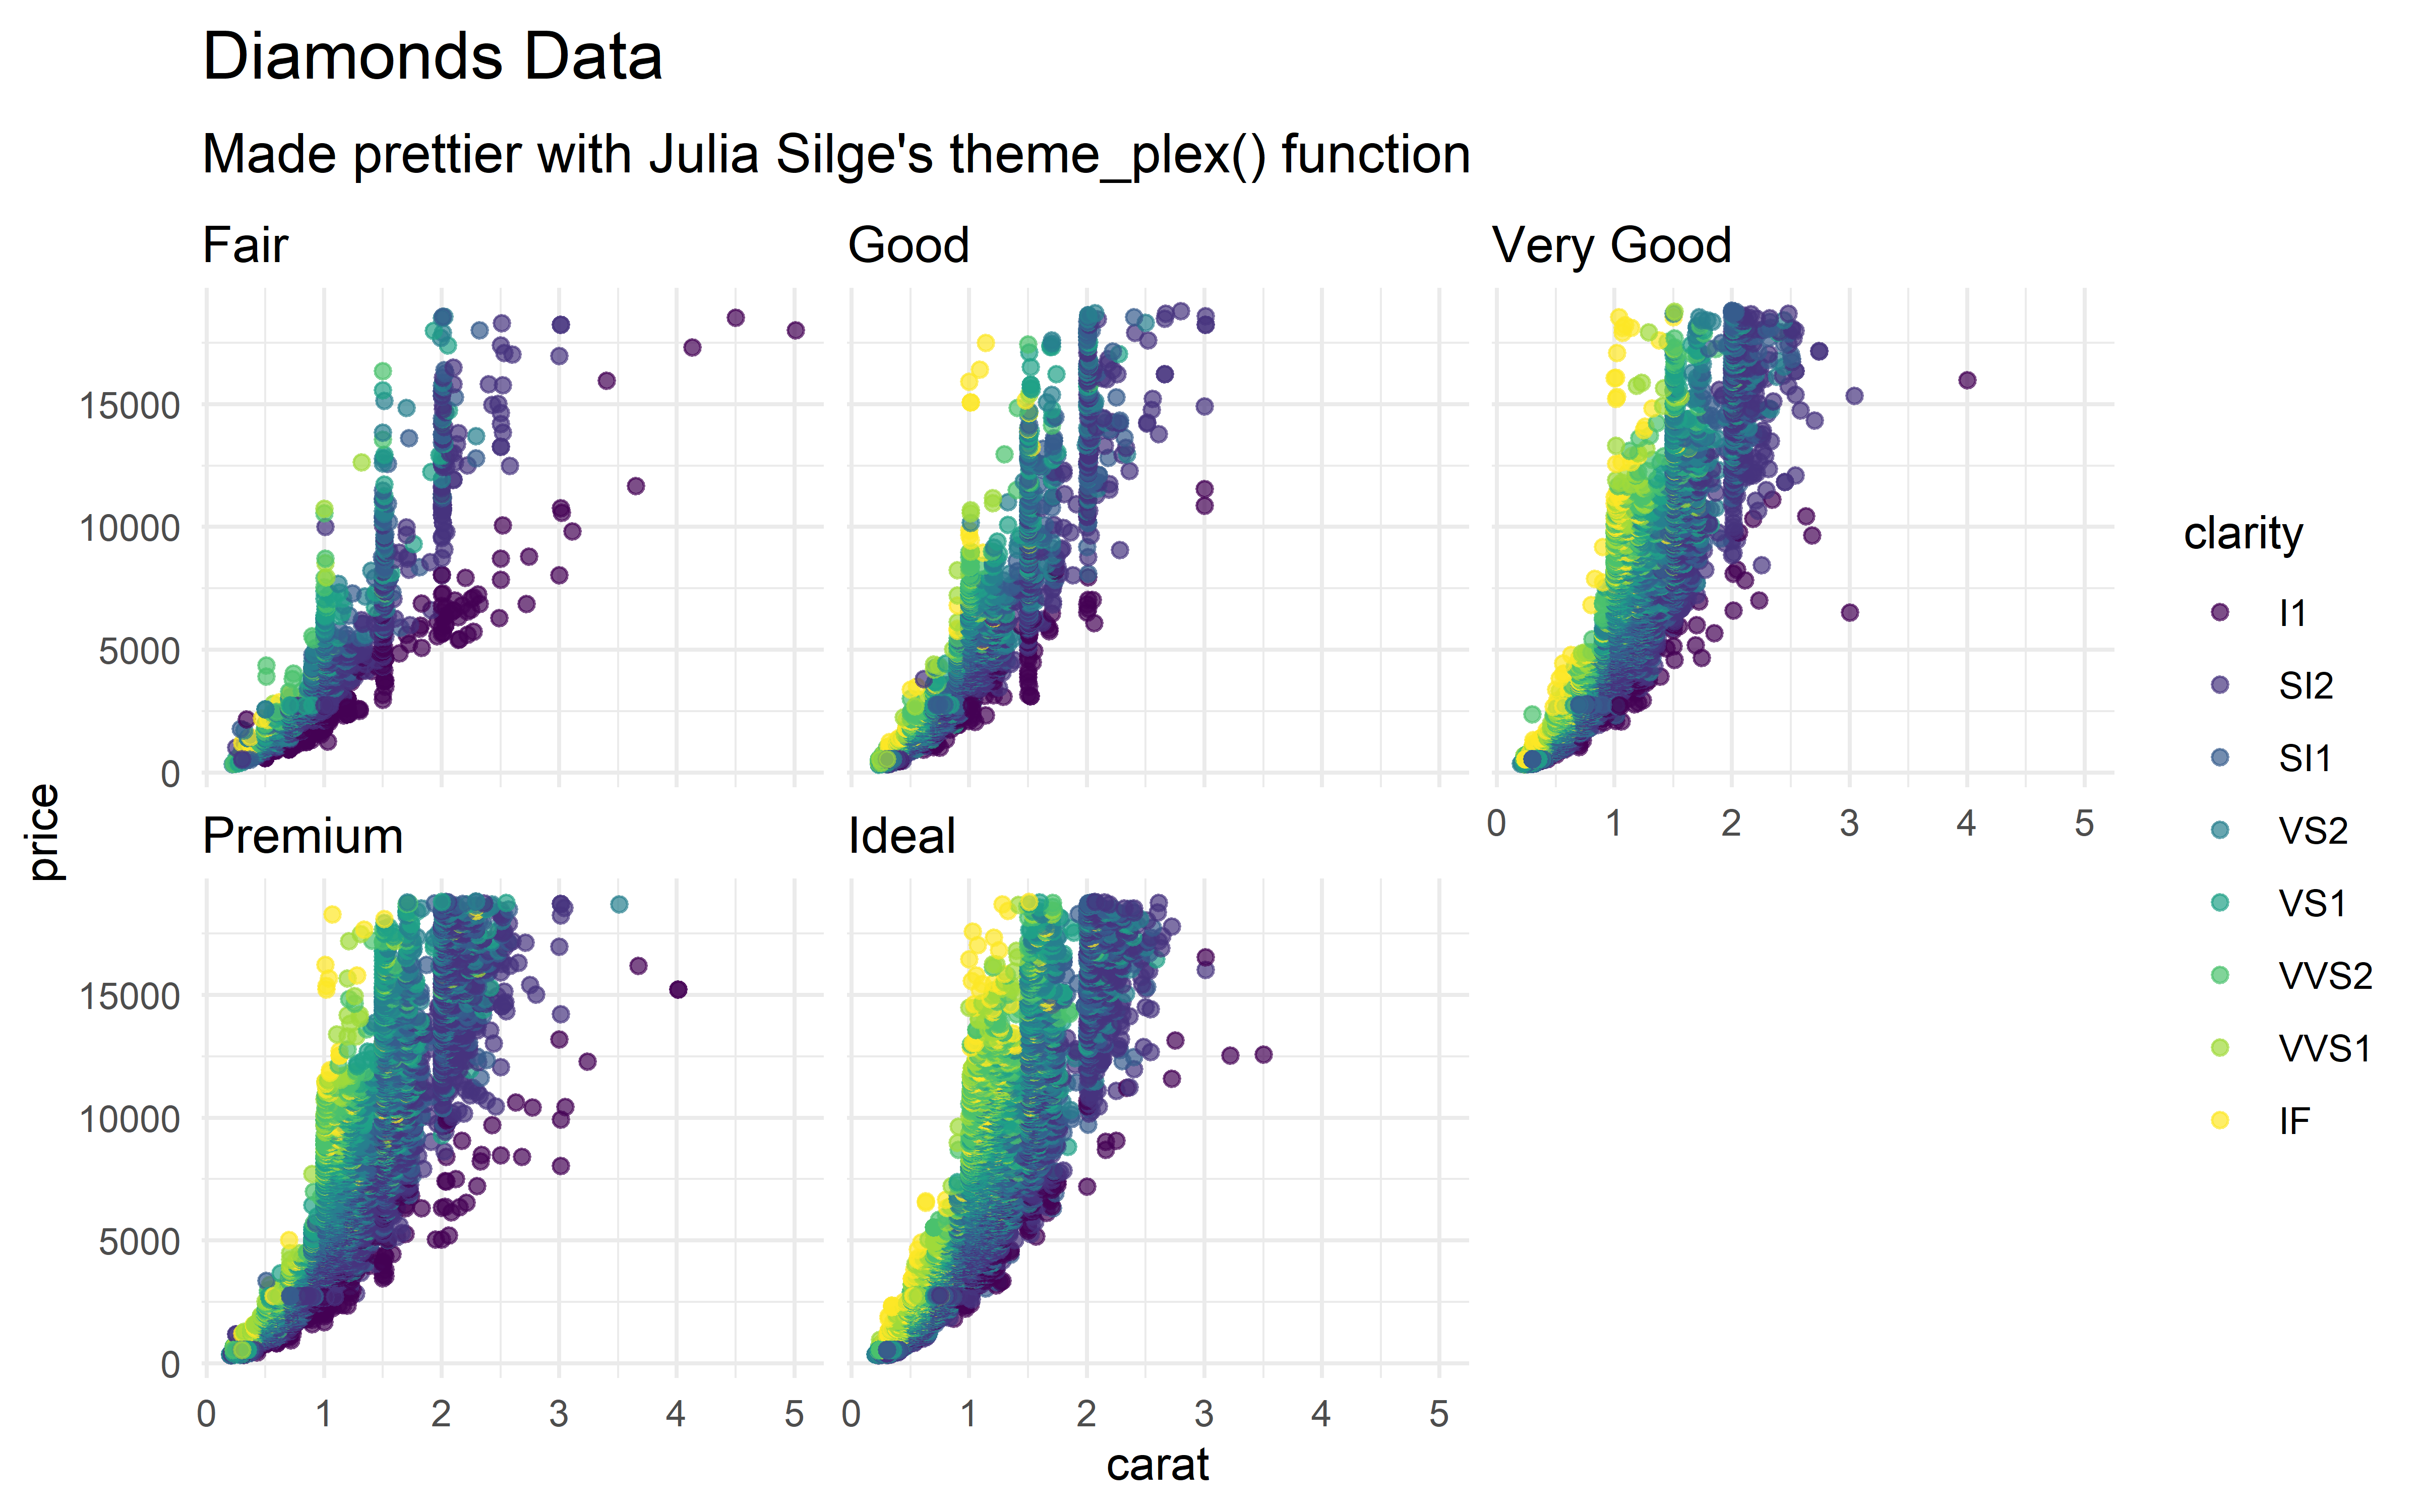 Diamonds Data
Made prettier with Julia Silge's theme_plex() function
Fair
Good
Very Good
15000
10000
5000
0
0 1 2 3 4 5
Premium
Ideal
15000
10000
5000
0
0 1 2 3 4 5
0 1 2 3 4 5
price
carat
clarity
I1
SI2
SI1
VS2
VS1
VVS2
VVS1
IF